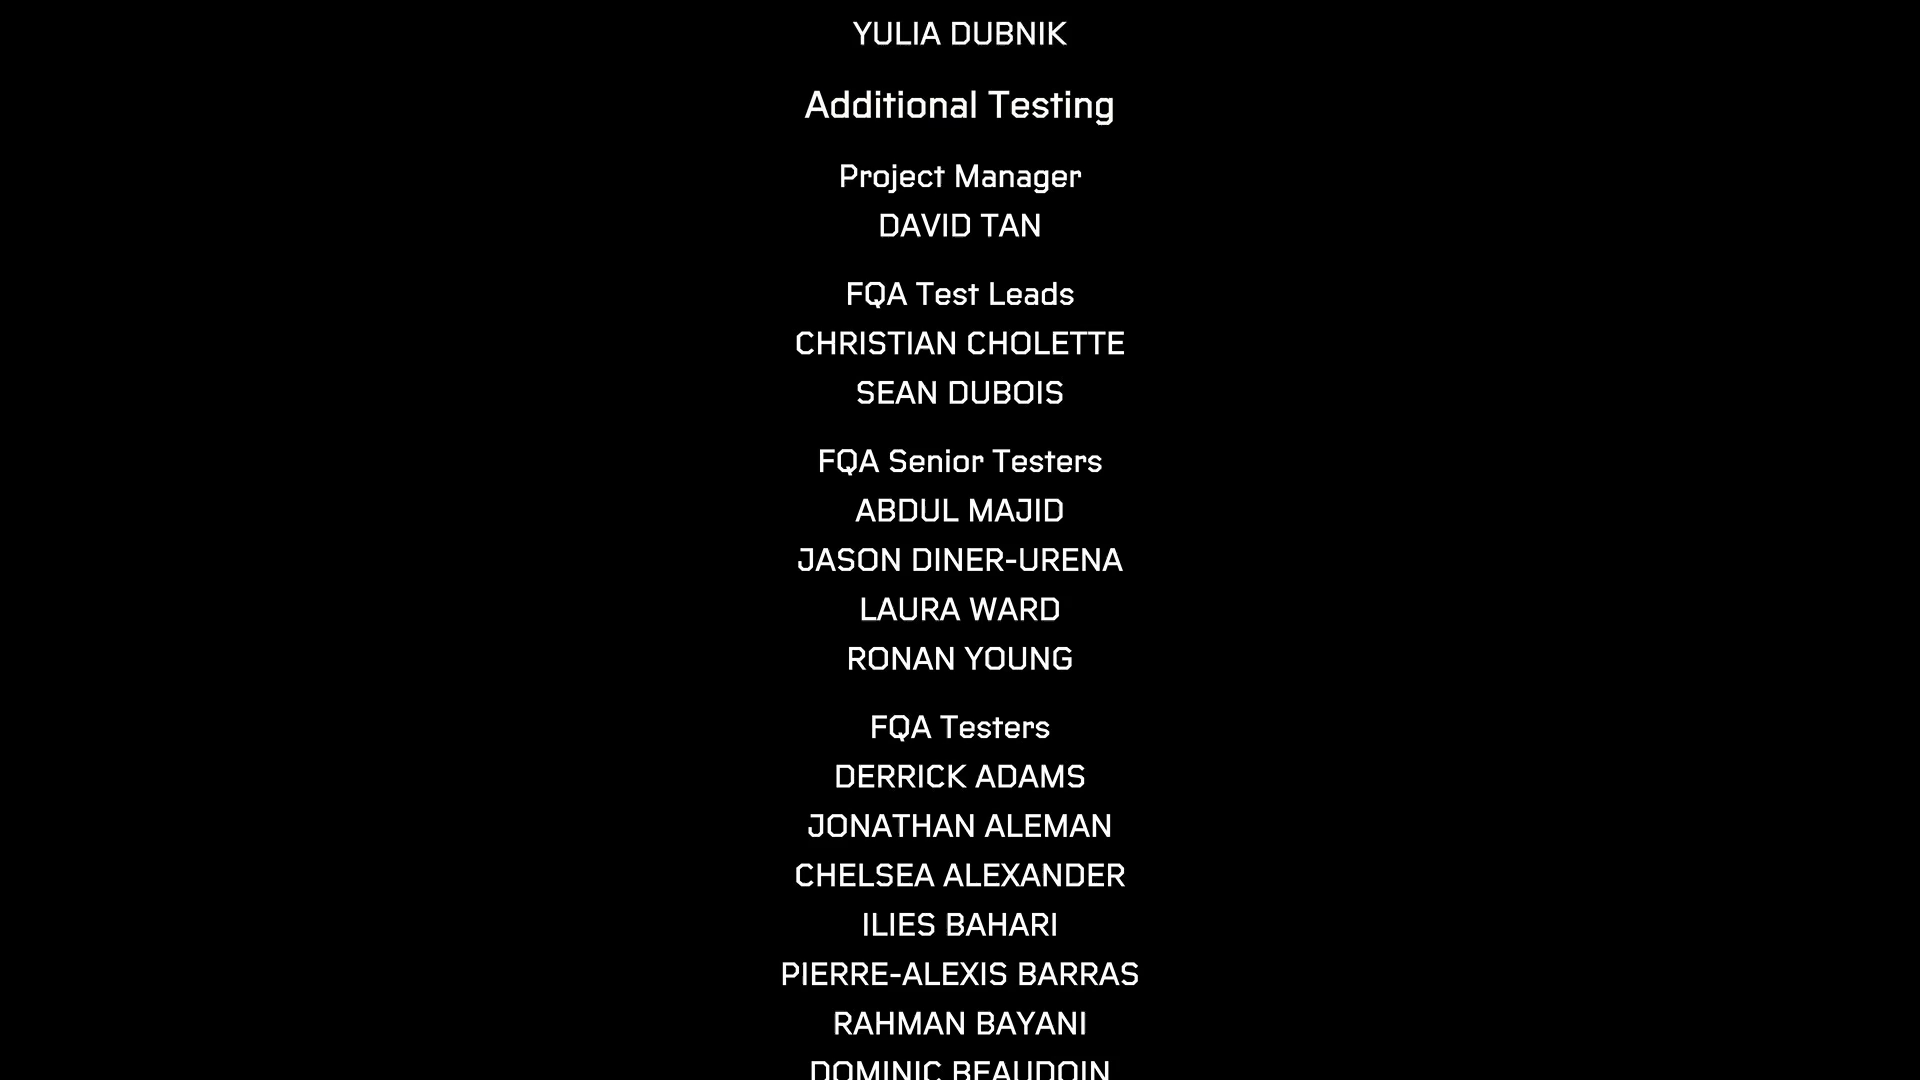 YULIA DUBNIK
Additional Testing
Project Manager
DAVID TAN
FQA Test Leads
CHRISTIAN CHOLETTE
SEAN DUBOIS
FQA Senior Testers
ABDUL MAJID
JASON DINER-URENA
LAURA WARD
RONAN YOUNG
FQA Testers
DERRICK ADAMS
JONATHAN ALEMAN
CHELSEA ALEXANDER
ILIES BAHARI
PIERRE-ALEXIS BARRAS
RAHMAN BAYANI
DOMINIC BEAUDOIN